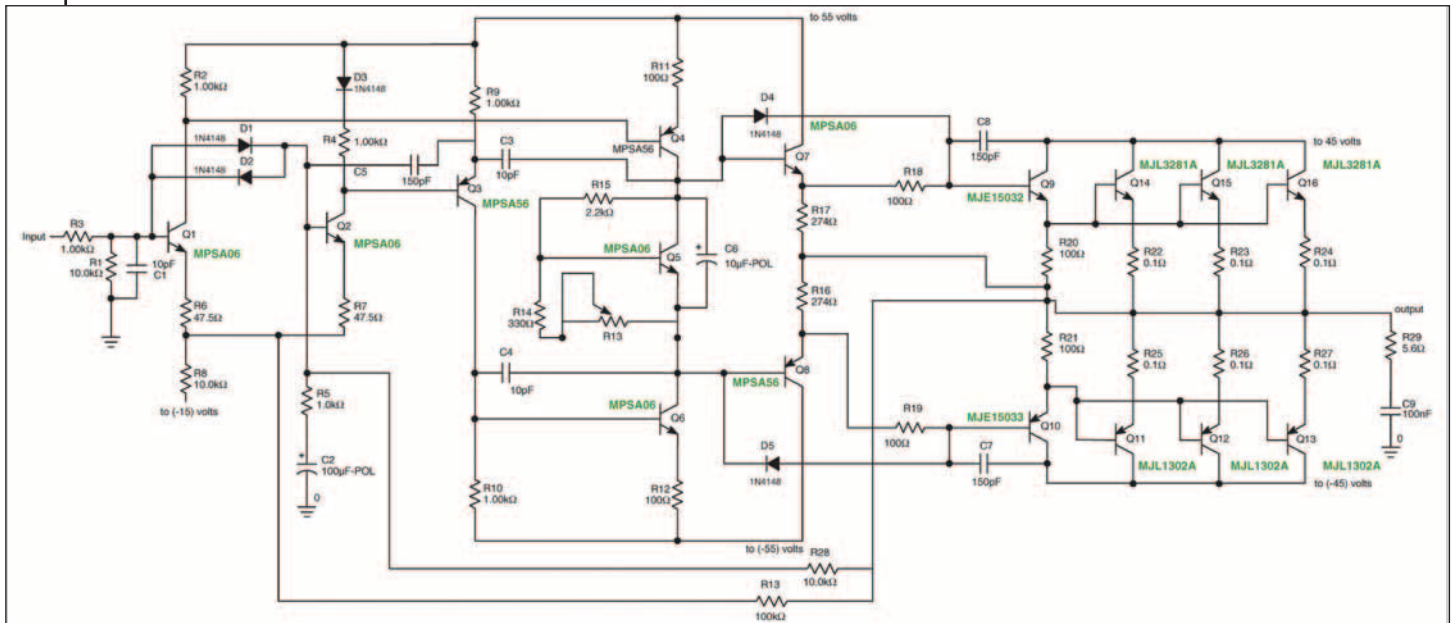 to 55 volts
R2
1.00kΩ
D3
1N4148
R11
100Ω
R9
1.00kΩ
D4
1N4148
MPSA06
C8
150pF
to 45 volts
D1
1N4148
R4
1.00kΩ
D2
1N4148
C5
150pF
C3
10pF
Q4
MPSA56
Q7
MJL3281A
MJL3281A
MJL3281A
Q3
MPSA56
R18
100Ω
Q9
MJE15032
Q14
Q15
Q16
R15
2.2kΩ
R17
274Ω
R3
1.00kΩ
Input
Q1
MPSA06
Q2
MPSA06
R1
10.0kΩ
10pF
C1
MPSA06
Q5
C6
10µF-POL
R20
100Ω
R22
0.1Ω
R23
0.1Ω
R24
0.1Ω
R6
47.5Ω
R7
47.5Ω
R14
330Ω
R13
R16
274Ω
output
R29
5.6Ω
R8
10.0kΩ
to (-15) volts
C4
10pF
Q8
MPSA56
R21
100Ω
R25
0.1Ω
R26
0.1Ω
R27
0.1Ω
R5
1.0kΩ
MPSA06
Q6
R19
100Ω
MJE15033
Q10
Q11
Q12
Q13
C9
100nF
0
C2
100µF-POL
0
D5
1N4148
C7
150pF
MJL1302A
MJL1302A
MJL1302A
R10
1.00kΩ
R12
100Ω
to (-45) volts
to (-55) volts
R28
10.0kΩ
R13
100kΩ